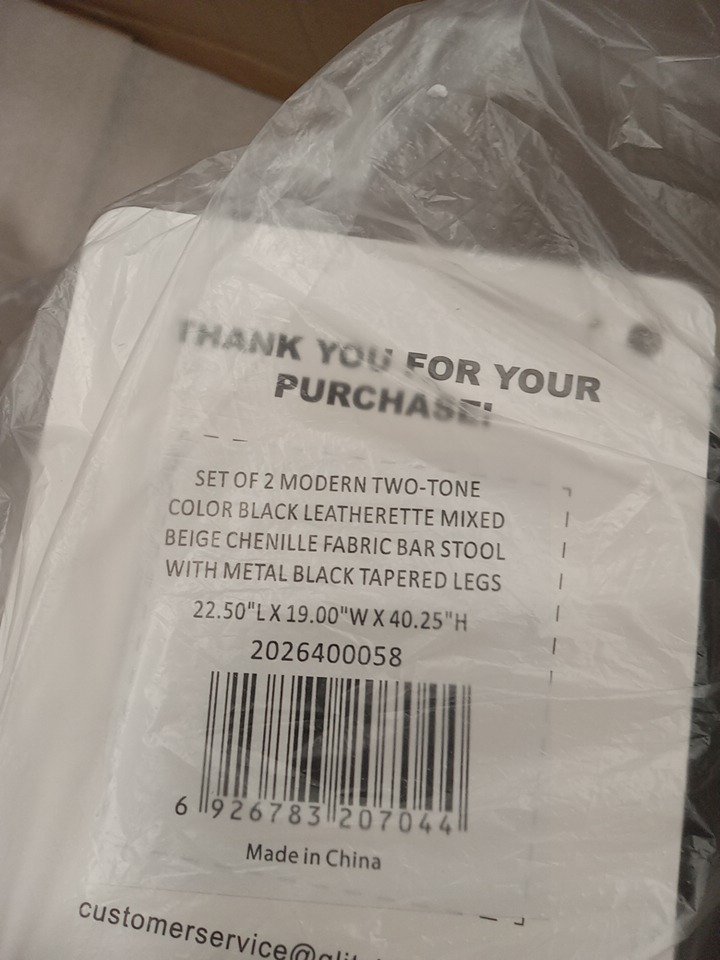 THANK YOU FOR YOUR
PURCHASE!
SET OF 2 MODERN TWO-TONE
COLOR BLACK LEATHERETTE MIXED
BEIGE CHENILLE FABRIC BAR STOOL
WITH METAL BLACK TAPERED LEGS
22.50"L X 19.00"W X 40.25"H
2026400058
6 926783 207044
Made in China